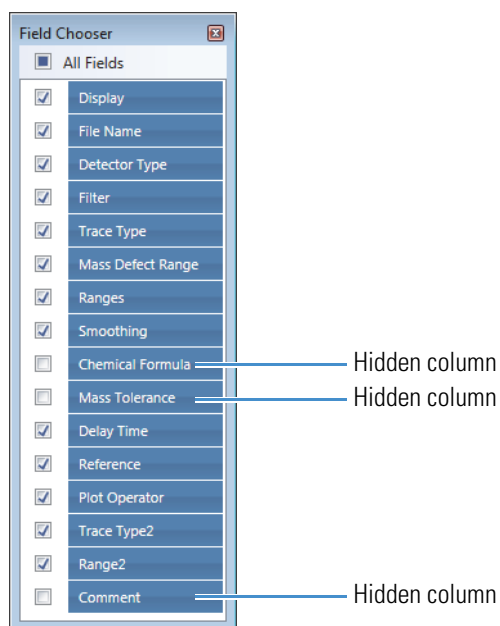 Field Chooser
All Fields
Display
File Name
Detector Type
Filter
Trace Type
Mass Defect Range
Ranges
Smoothing
Chemical Formula Hidden column
Mass Tolerance Hidden column
Delay Time
Reference
Plot Operator
Trace Type2
Range2
Comment Hidden column